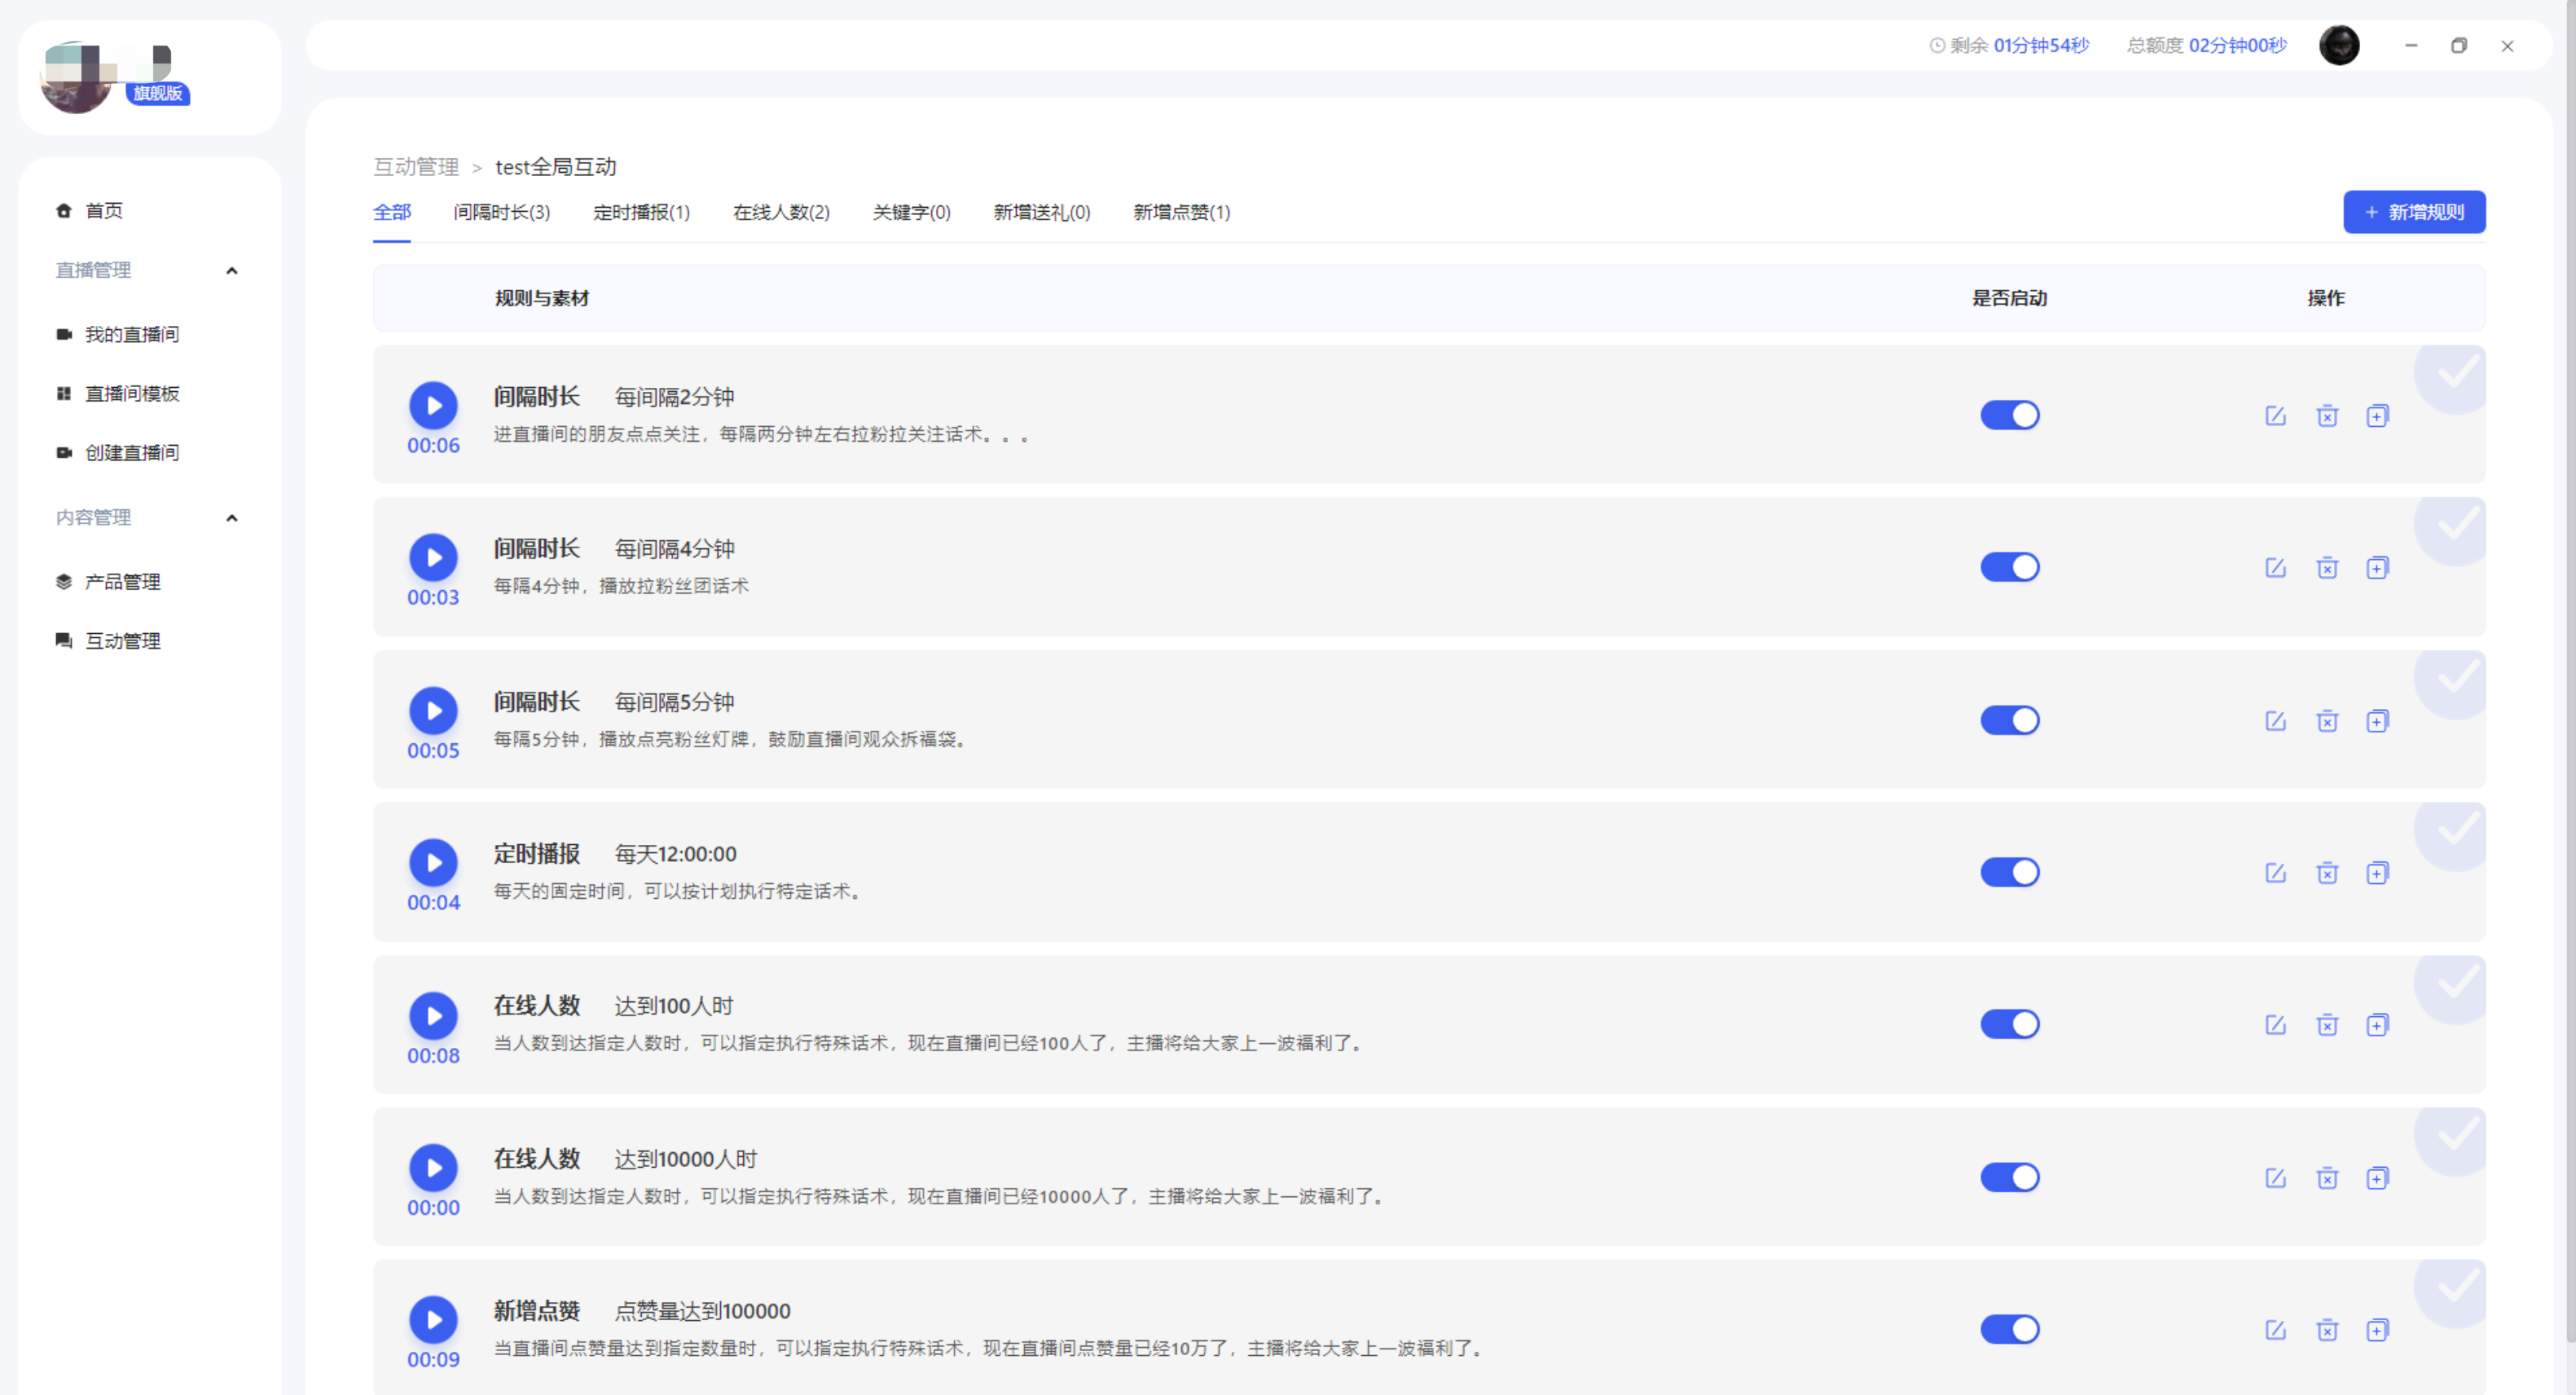 旗舰版
剩余 01分钟54秒 总额度 02分钟00秒
首页
直播管理
我的直播间
直播间模板
创建直播间
内容管理
产品管理
互动管理
互动管理 > test全局互动
全部 间隔时长(3) 定时播报(1) 在线人数(2) 关键字(0) 新增送礼(0) 新增点赞(1)
+ 新增规则
规则与素材 是否启动 操作
间隔时长 每间隔2分钟
进直播间的朋友点点关注，每隔两分钟左右拉粉拉关注话术。。。
00:06
间隔时长 每间隔4分钟
每隔4分钟，播放拉粉丝团话术
00:03
间隔时长 每间隔5分钟
每隔5分钟，播放点亮粉丝灯牌，鼓励直播间观众拆福袋。
00:05
定时播报 每天12:00:00
每天的固定时间，可以按计划执行特定话术。
00:04
在线人数 达到100人时
当人数到达指定人数时，可以指定执行特殊话术，现在直播间已经100人了，主播将给大家上一波福利了。
00:08
在线人数 达到10000人时
当人数到达指定人数时，可以指定执行特殊话术，现在直播间已经10000人了，主播将给大家上一波福利了。
00:00
新增点赞 点赞量达到100000
当直播间点赞量达到指定数量时，可以指定执行特殊话术，现在直播间点赞量已经10万了，主播将给大家上一波福利了。
00:09